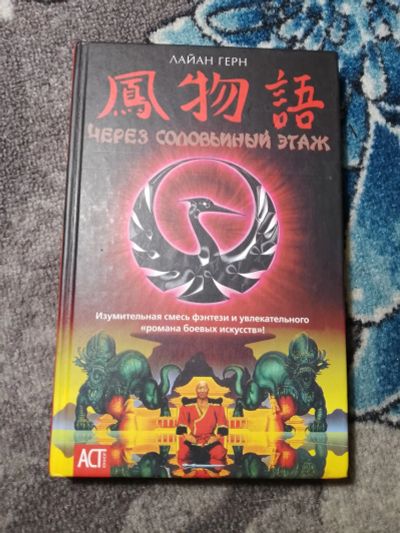 ЛАЙАН ГЕРН
鳳物語
ЧЕРЕЗ СОЛОВЬИНЫЙ ЭТАЖ
Изумительная смесь фэнтези и увлекательного
«романа боевых искусств»!
АСТ